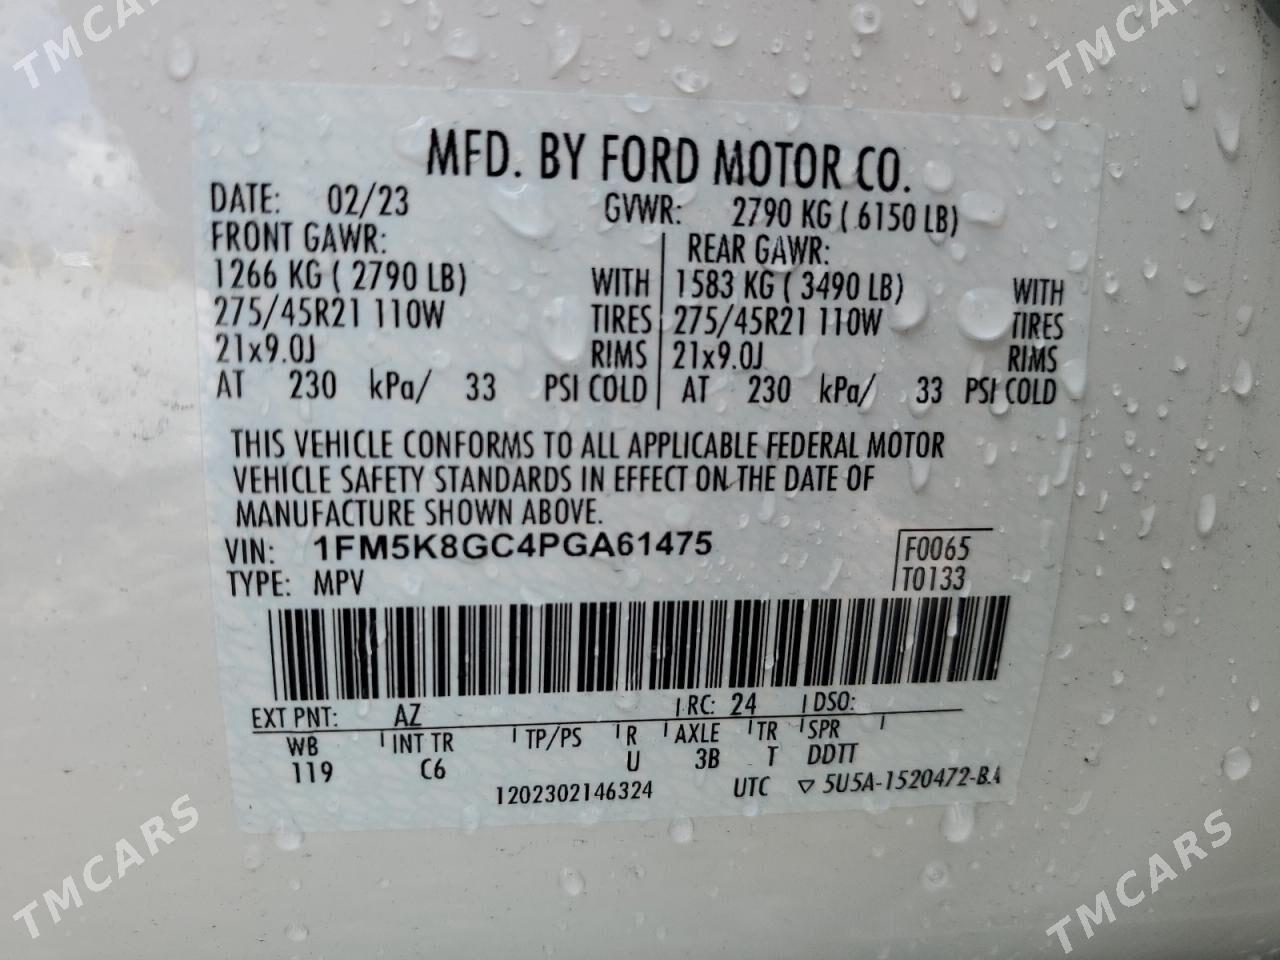 TMCARS
TMCARS
MFD. BY FORD MOTOR CO.
DATE: 02/23 GVWR: 2790 KG ( 6150 LB)
FRONT GAWR: REAR GAWR:
1266 KG ( 2790 LB) WITH 1583 KG ( 3490 LB) WITH
275/45R21 110W TIRES 275/45R21 110W TIRES
21x9.0J RIMS 21x9.0J RIMS
AT 230 kPa/ 33 PSI COLD AT 230 kPa/ 33 PSI COLD
THIS VEHICLE CONFORMS TO ALL APPLICABLE FEDERAL MOTOR
VEHICLE SAFETY STANDARDS IN EFFECT ON THE DATE OF
MANUFACTURE SHOWN ABOVE.
VIN: 1FM5K8GC4PGA61475 F0065
TYPE: MPV T0133
EXT PNT: AZ RC: 24 DSO:
WB INT TR TP/PS R AXLE TR SPR
119 C6 U 3B T DDTT
1202302146324 UTC ▽ 5U5A-1520472-BA
TMCARS
TMCARS